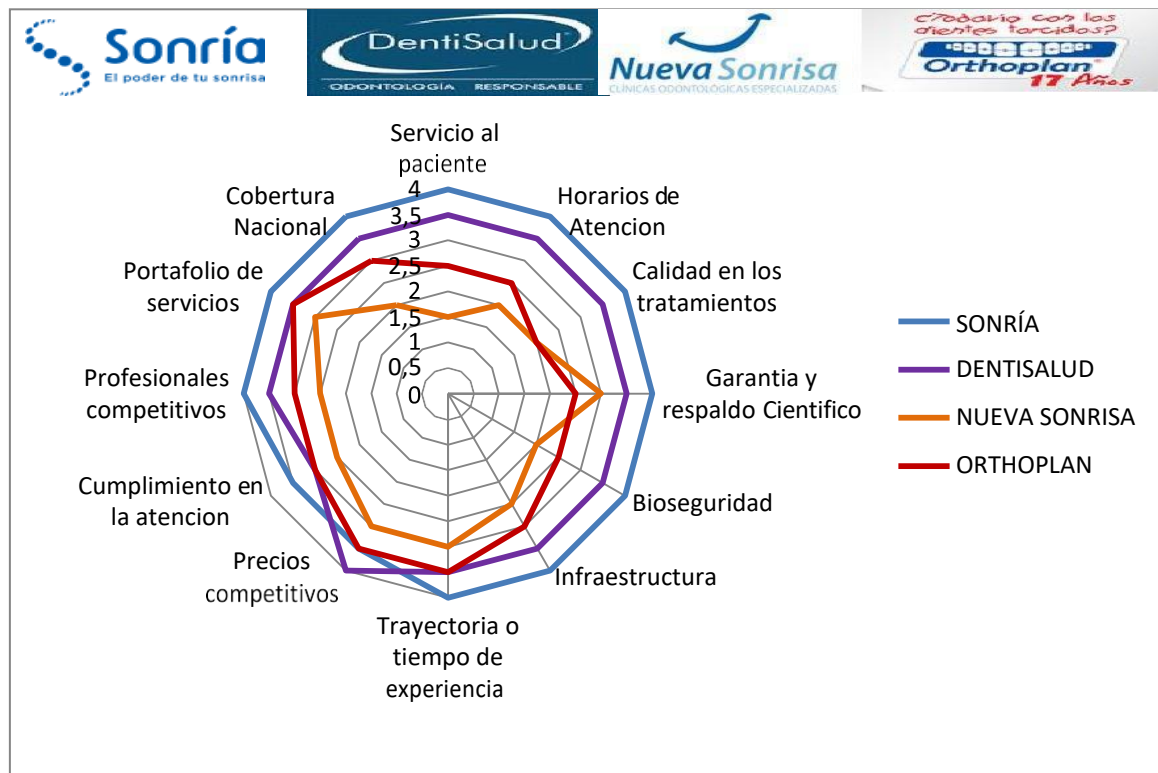 Sonría
El poder de tu sonrisa
DentiSalud
ODONTOLOGÍA RESPONSABLE
Nueva Sonrisa
CLÍNICAS ODONTOLÓGICAS ESPECIALIZADAS
¿Todavía con los
dientes torcidos?
Orthoplan
17 Años
Servicio al
paciente
Horarios de
Atencion
Calidad en los
tratamientos
Garantia y
respaldo Cientifico
Bioseguridad
Infraestructura
Trayectoria o
tiempo de
experiencia
Precios
competitivos
Cumplimiento en
la atencion
Profesionales
competitivos
Portafolio de
servicios
Cobertura
Nacional
4
3,5
3
2,5
2
1,5
1
0,5
0
SONRÍA
DENTISALUD
NUEVA SONRISA
ORTHOPLAN